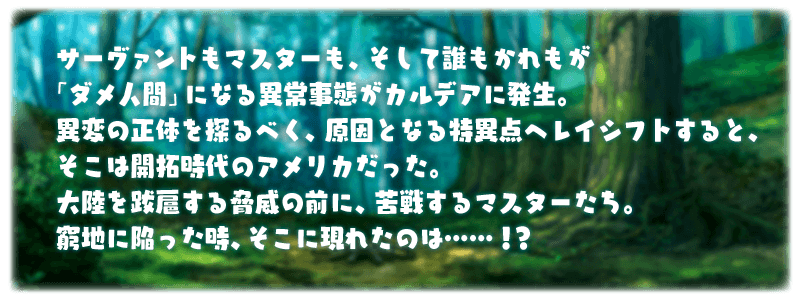 サーヴァントもマスターも、そして誰もかれもが
「ダメ人間」になる異常事態がカルデアに発生。
異変の正体を探るべく、原因となる特異点へレイシフトすると、
そこは開拓時代のアメリカだった。
大陸を跋扈する脅威の前に、苦戦するマスターたち。
窮地に陥った時、そこに現れたのは……！？